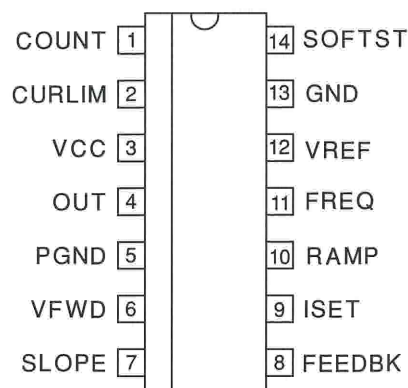 COUNT 1 14 SOFTST
CURLIM 2 13 GND
VCC 3 12 VREF
OUT 4 11 FREQ
PGND 5 10 RAMP
VFWD 6 9 ISET
SLOPE 7 8 FEEDBK